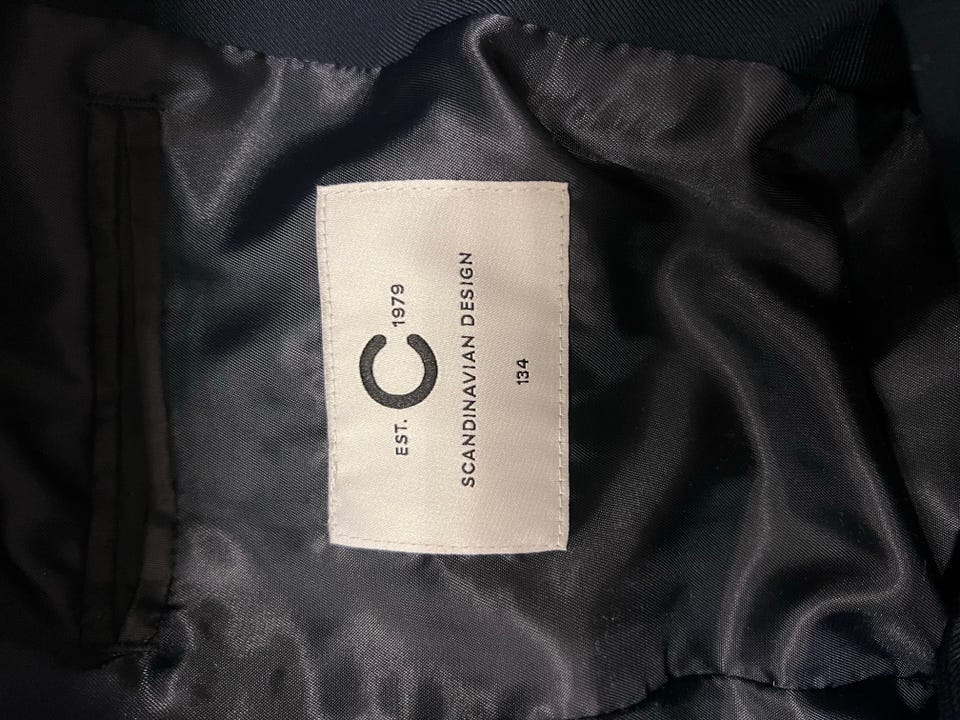 EST. C 1979
SCANDINAVIAN DESIGN
134